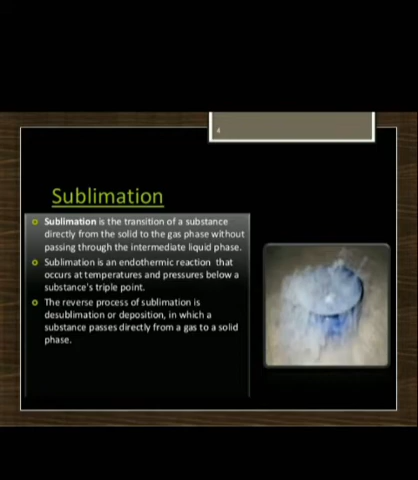 4
Sublimation
Sublimation is the transition of a substance
directly from the solid to the gas phase without
passing through the intermediate liquid phase.
Sublimation is an endothermic reaction that
occurs at temperatures and pressures below a
substance's triple point.
The reverse process of sublimation is
desublimation or deposition, in which a
substance passes directly from a gas to a solid
phase.